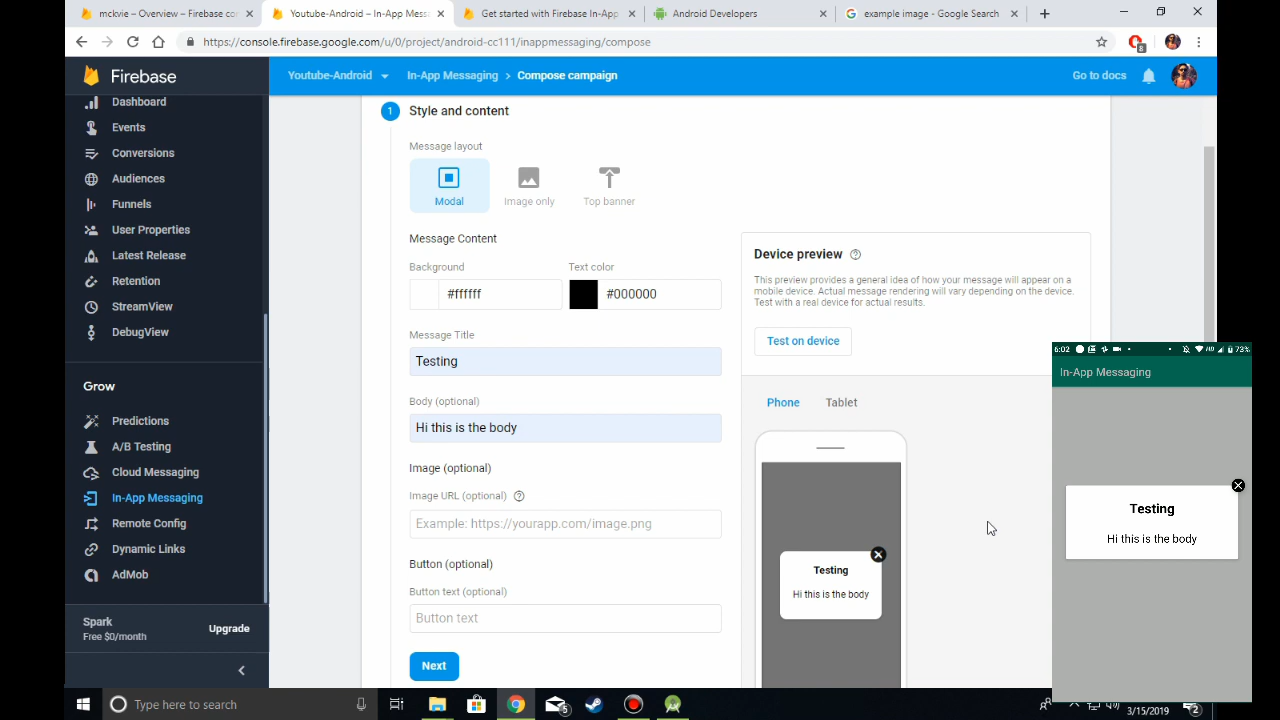 mckvie – Overview – Firebase co
Youtube-Android – In-App Messa
Get started with Firebase In-App
Android Developers
example image - Google Search
https://console.firebase.google.com/u/0/project/android-cc111/inappmessaging/compose
8
Firebase
Youtube-Android
In-App Messaging > Compose campaign
Go to docs
Dashboard
Events
Conversions
Audiences
Funnels
User Properties
Latest Release
Retention
StreamView
DebugView
Grow
Predictions
A/B Testing
Cloud Messaging
In-App Messaging
Remote Config
Dynamic Links
AdMob
Spark
Free $0/month
Upgrade
1 Style and content
Message layout
Modal
Image only
Top banner
Message Content
Background
Text color
#ffffff
#000000
Message Title
Testing
Body (optional)
Hi this is the body
Image (optional)
Image URL (optional)
Example: https://yourapp.com/image.png
Button (optional)
Button text (optional)
Button text
Next
Device preview
This preview provides a general idea of how your message will appear on a
mobile device. Actual message rendering will vary depending on the device.
Test with a real device for actual results.
Test on device
Phone
Tablet
Testing
Hi this is the body
6:02
73%
In-App Messaging
Testing
Hi this is the body
Type here to search
5
3/15/2019
2